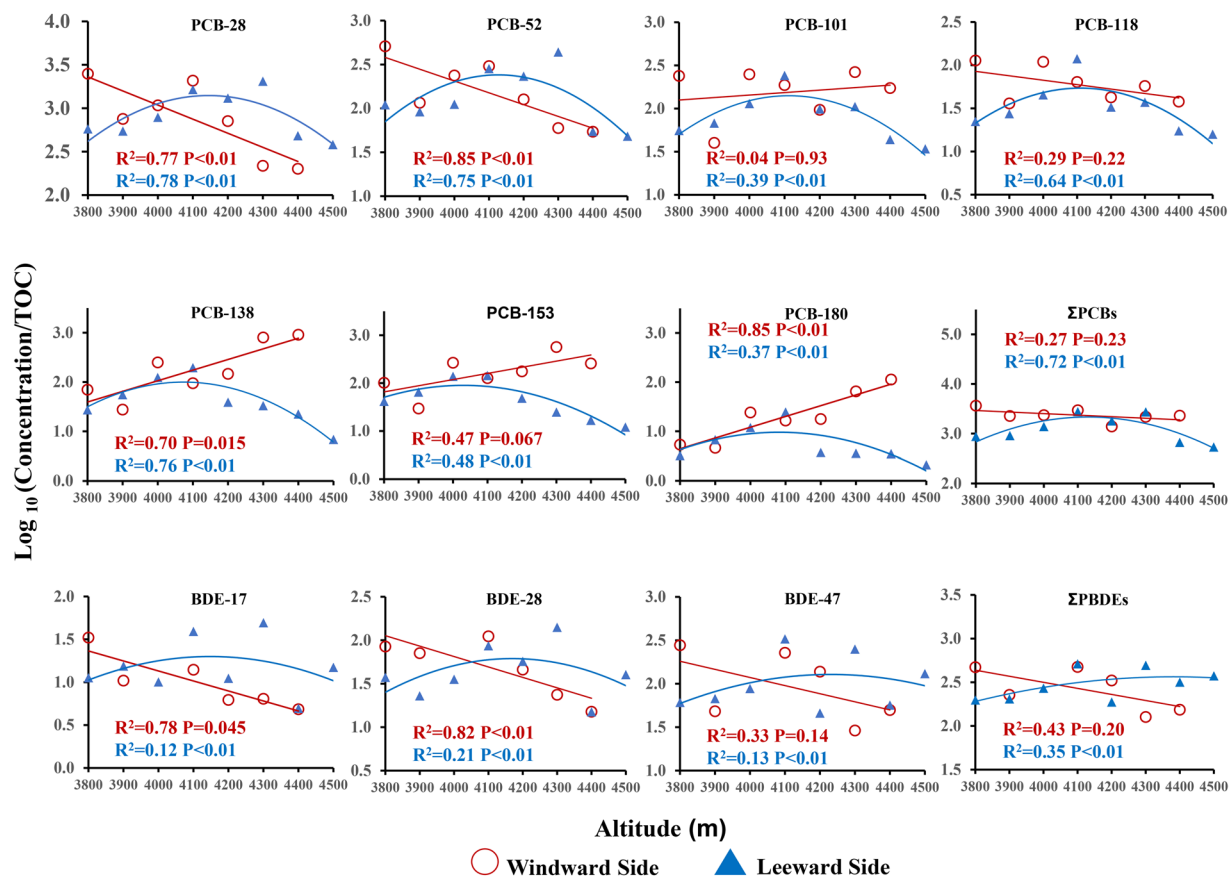 PCB-28
PCB-52
PCB-101
PCB-118
4.0
3.5
3.0
2.5
2.0
R²=0.77 P<0.01
R²=0.78 P<0.01
3800 3900 4000 4100 4200 4300 4400 4500
3.0
2.5
2.0
1.5
1.0
R²=0.85 P<0.01
R²=0.75 P<0.01
3800 3900 4000 4100 4200 4300 4400 4500
3.0
2.5
2.0
1.5
1.0
R²=0.04 P=0.93
R²=0.39 P<0.01
3800 3900 4000 4100 4200 4300 4400 4500
2.5
2.0
1.5
1.0
0.5
R²=0.29 P=0.22
R²=0.64 P<0.01
3800 3900 4000 4100 4200 4300 4400 4500
Log 10 (Concentration/TOC)
PCB-138
PCB-153
PCB-180
ΣPCBs
3.0
2.0
1.0
0.0
R²=0.70 P=0.015
R²=0.76 P<0.01
3800 3900 4000 4100 4200 4300 4400 4500
3.0
2.0
1.0
0.0
R²=0.47 P=0.067
R²=0.48 P<0.01
3800 3900 4000 4100 4200 4300 4400 4500
3.0
2.0
1.0
0.0
R²=0.85 P<0.01
R²=0.37 P<0.01
3800 3900 4000 4100 4200 4300 4400 4500
5.0
4.0
3.0
2.0
R²=0.27 P=0.23
R²=0.72 P<0.01
3800 3900 4000 4100 4200 4300 4400 4500
BDE-17
BDE-28
BDE-47
ΣPBDEs
2.0
1.5
1.0
0.5
0.0
R²=0.78 P=0.045
R²=0.12 P<0.01
3800 3900 4000 4100 4200 4300 4400 4500
2.5
2.0
1.5
1.0
0.5
R²=0.82 P<0.01
R²=0.21 P<0.01
3800 3900 4000 4100 4200 4300 4400 4500
3.0
2.5
2.0
1.5
1.0
R²=0.33 P=0.14
R²=0.13 P<0.01
3800 3900 4000 4100 4200 4300 4400 4500
3.5
3.0
2.5
2.0
1.5
R²=0.43 P=0.20
R²=0.35 P<0.01
3800 3900 4000 4100 4200 4300 4400 4500
Altitude (m)
Windward Side
Leeward Side